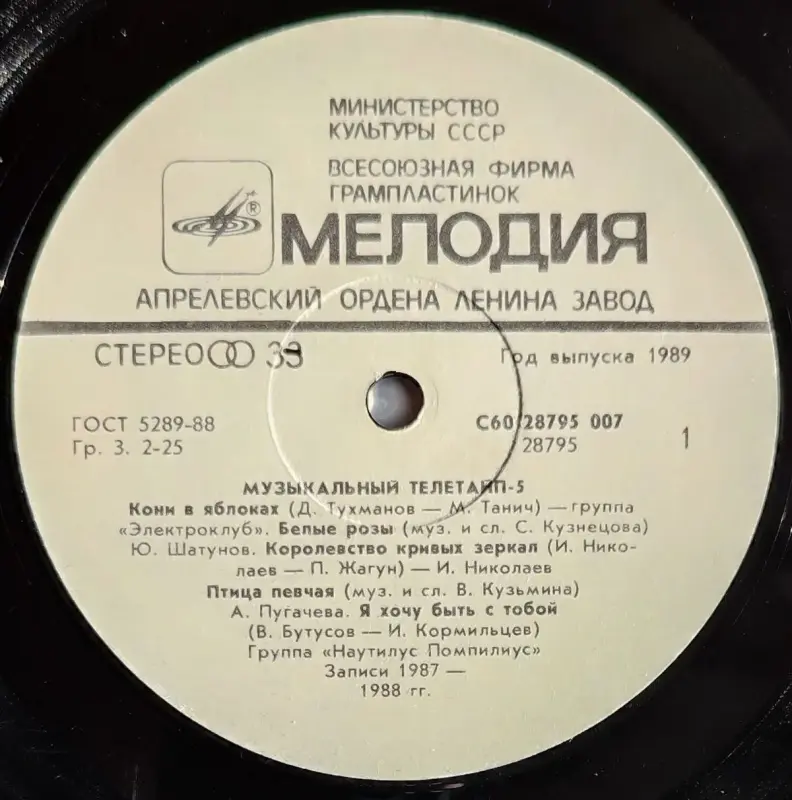 МИНИСТЕРСТВО
КУЛЬТУРЫ СССР
ВСЕСОЮЗНАЯ ФИРМА
ГРАМПЛАСТИНОК
®
МЕЛОДИЯ
АПРЕЛЕВСКИЙ ОРДЕНА ЛЕНИНА ЗАВОД
СТЕРЕО 33
Год выпуска 1989
ГОСТ 5289-88
Гр. 3. 2-25
С60 28795 007
28795
1
МУЗЫКАЛЬНЫЙ ТЕЛЕТАЙП-5
Кони в яблоках (Д. Тухманов — М. Танич) — группа
«Электроклуб». Белые розы (муз. и сл. С. Кузнецова)
Ю. Шатунов. Королевство кривых зеркал (И. Нико-
лаев — П. Жагун) — И. Николаев
Птица певчая (муз. и сл. В. Кузьмина)
А. Пугачева. Я хочу быть с тобой
(В. Бутусов — И. Кормильцев)
Группа «Наутилус Помпилиус»
Записи 1987 —
1988 гг.